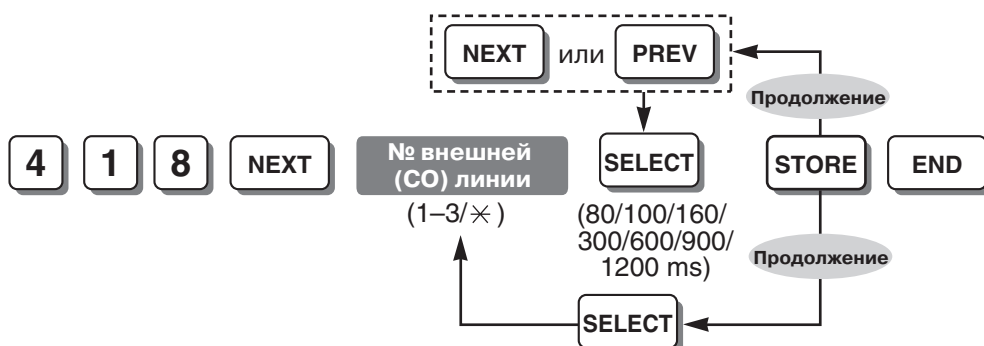 NEXT или PREV
Продолжение
4 1 8 NEXT № внешней (СО) линии SELECT STORE END
(1–3/✳)
(80/100/160/
300/600/900/
1200 ms)
Продолжение
SELECT